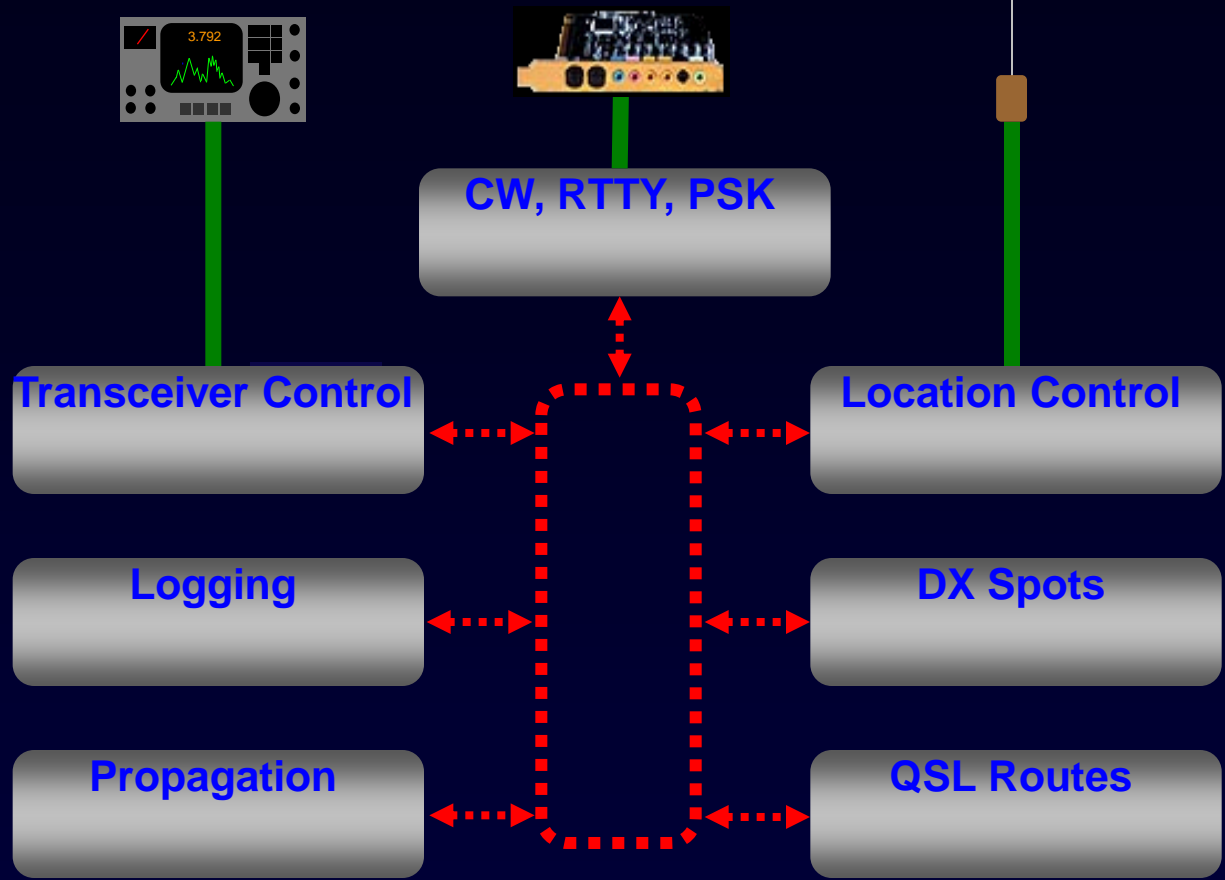 3.792
CW, RTTY, PSK
Transceiver Control
Location Control
Logging
DX Spots
Propagation
QSL Routes